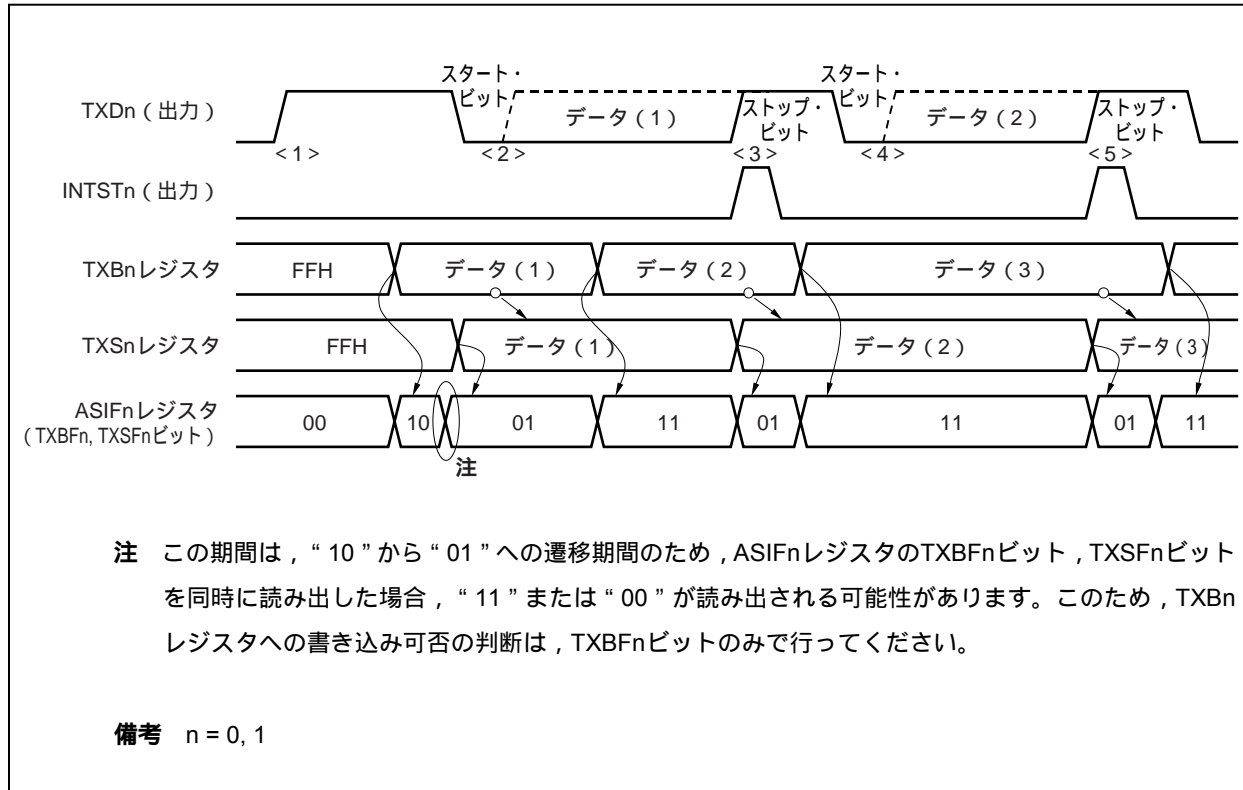 スタート・
ビット
スタート・
ビット
TXDn（出力）
データ（1）
ストップ・
ビット
データ（2）
ストップ・
ビット
<1>
<2>
<3>
<4>
<5>
INTSTn（出力）
TXBnレジスタ
FFH
データ（1）
データ（2）
データ（3）
TXSnレジスタ
FFH
データ（1）
データ（2）
データ（3）
ASIFnレジスタ
（TXBFn, TXSFnビット）
00
10
01
11
01
11
01
11
注
注　この期間は，“10”から“01”への遷移期間のため，ASIFnレジスタのTXBFnビット，TXSFnビット
を同時に読み出した場合，“11”または“00”が読み出される可能性があります。このため，TXBn
レジスタへの書き込み可否の判断は，TXBFnビットのみで行ってください。
備考　n = 0, 1